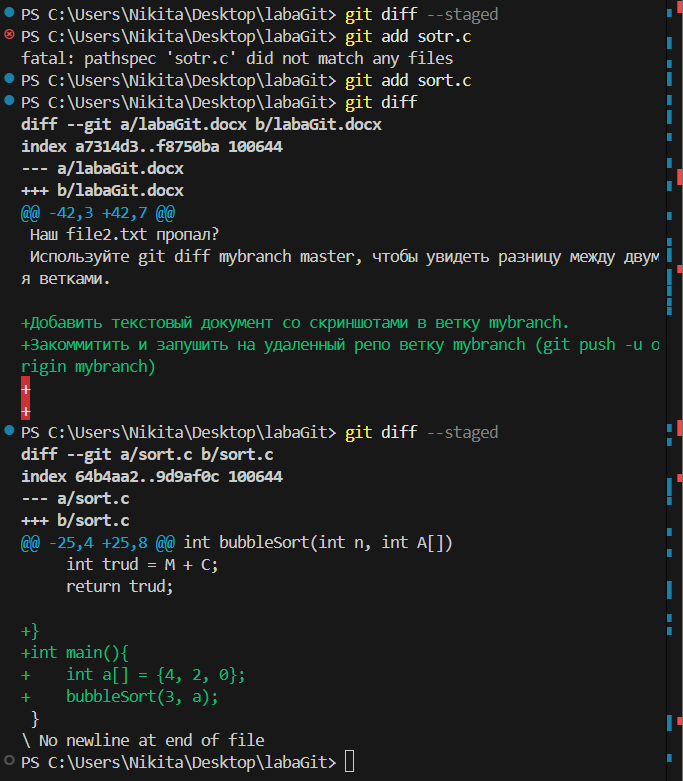 PS C:\Users\Nikita\Desktop\labaGit> git diff --staged
PS C:\Users\Nikita\Desktop\labaGit> git add sotr.c
fatal: pathspec 'sotr.c' did not match any files
PS C:\Users\Nikita\Desktop\labaGit> git add sort.c
PS C:\Users\Nikita\Desktop\labaGit> git diff
diff --git a/labaGit.docx b/labaGit.docx
index a7314d3..f8750ba 100644
--- a/labaGit.docx
+++ b/labaGit.docx
@@ -42,3 +42,7 @@
 Наш file2.txt пропал?
 Используйте git diff mybranch master, чтобы увидеть разницу между двум
я ветками.

+Добавить текстовый документ со скриншотами в ветку mybranch.
+Закоммитить и запушить на удаленный репо ветку mybranch (git push -u o
rigin mybranch)
+
+
PS C:\Users\Nikita\Desktop\labaGit> git diff --staged
diff --git a/sort.c b/sort.c
index 64b4aa2..9d9af0c 100644
--- a/sort.c
+++ b/sort.c
@@ -25,4 +25,8 @@ int bubbleSort(int n, int A[])
     int trud = M + C;
     return trud;

+}
+int main(){
+    int a[] = {4, 2, 0};
+    bubbleSort(3, a);
 }
\ No newline at end of file
PS C:\Users\Nikita\Desktop\labaGit>